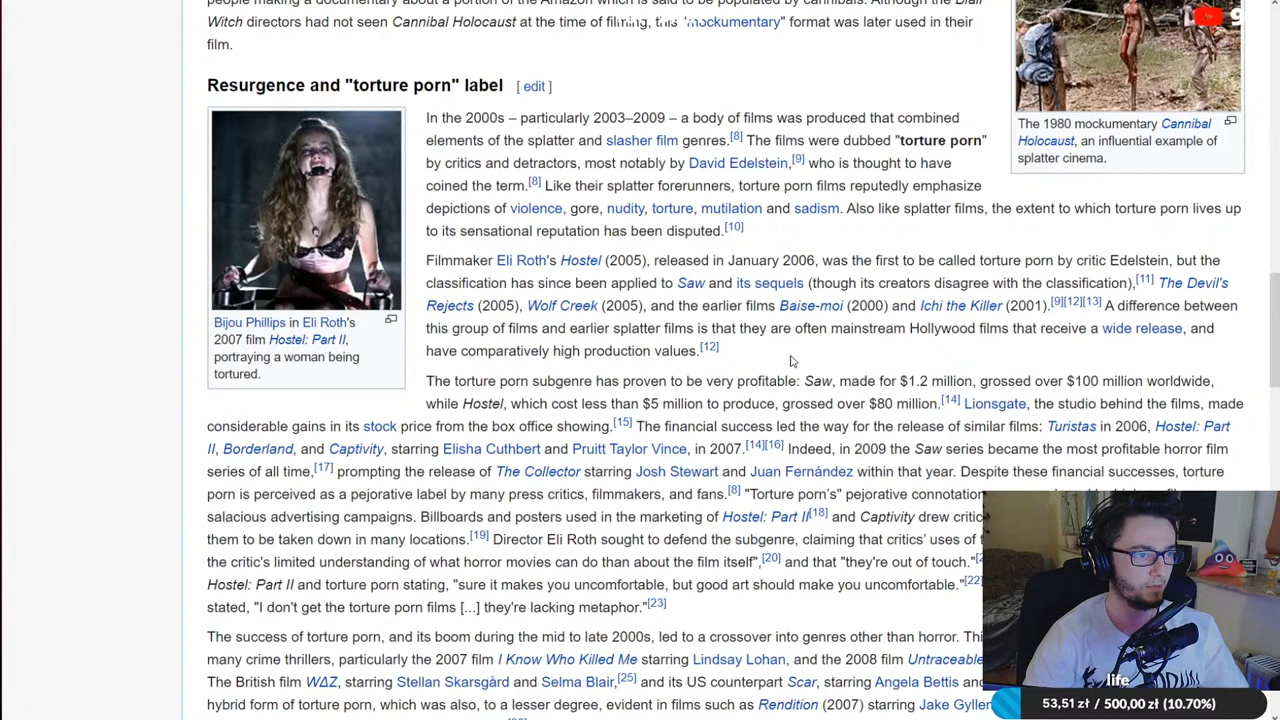 people making a documentary about a portion of the Amazon which is said to be populated by cannibals. Although the Blair
Witch directors had not seen Cannibal Holocaust at the time of filming, this "mockumentary" format was later used in their
film.
Resurgence and "torture porn" label [ edit ]
The 1980 mockumentary Cannibal
Holocaust, an influential example of
splatter cinema.
Bijou Phillips in Eli Roth's
2007 film Hostel: Part II,
portraying a woman being
tortured.
In the 2000s – particularly 2003–2009 – a body of films was produced that combined
elements of the splatter and slasher film genres.[8] The films were dubbed "torture porn"
by critics and detractors, most notably by David Edelstein,[9] who is thought to have
coined the term.[8] Like their splatter forerunners, torture porn films reputedly emphasize
depictions of violence, gore, nudity, torture, mutilation and sadism. Also like splatter films, the extent to which torture porn lives up
to its sensational reputation has been disputed.[10]
Filmmaker Eli Roth's Hostel (2005), released in January 2006, was the first to be called torture porn by critic Edelstein, but the
classification has since been applied to Saw and its sequels (though its creators disagree with the classification),[11] The Devil's
Rejects (2005), Wolf Creek (2005), and the earlier films Baise-moi (2000) and Ichi the Killer (2001).[9][12][13] A difference between
this group of films and earlier splatter films is that they are often mainstream Hollywood films that receive a wide release, and
have comparatively high production values.[12]
The torture porn subgenre has proven to be very profitable: Saw, made for $1.2 million, grossed over $100 million worldwide,
while Hostel, which cost less than $5 million to produce, grossed over $80 million.[14] Lionsgate, the studio behind the films, made
considerable gains in its stock price from the box office showing.[15] The financial success led the way for the release of similar films: Turistas in 2006, Hostel: Part
II, Borderland, and Captivity, starring Elisha Cuthbert and Pruitt Taylor Vince, in 2007.[14][16] Indeed, in 2009 the Saw series became the most profitable horror film
series of all time,[17] prompting the release of The Collector starring Josh Stewart and Juan Fernández within that year. Despite these financial successes, torture
porn is perceived as a pejorative label by many press critics, filmmakers, and fans.[8] "Torture porn's" pejorative connotation
salacious advertising campaigns. Billboards and posters used in the marketing of Hostel: Part II[18] and Captivity drew
them to be taken down in many locations.[19] Director Eli Roth sought to defend the subgenre, claiming that critics' uses of
the critic's limited understanding of what horror movies can do than about the film itself",[20] and that "they're out of touch."
Hostel: Part II and torture porn stating, "sure it makes you uncomfortable, but good art should make you uncomfortable."[22]
stated, "I don't get the torture porn films [...] they're lacking metaphor."[23]
The success of torture porn, and its boom during the mid to late 2000s, led to a crossover into genres other than horror.
many crime thrillers, particularly the 2007 film I Know Who Killed Me starring Lindsay Lohan, and the 2008 film Untraceable
The British film WΔZ, starring Stellan Skarsgård and Selma Blair,[25] and its US counterpart Scar, starring Angela Bettis and
hybrid form of torture porn, which was also, to a lesser degree, evident in films such as Rendition (2007) starring Jake
life
53,51 zł / 500,00 zł (10.70%)